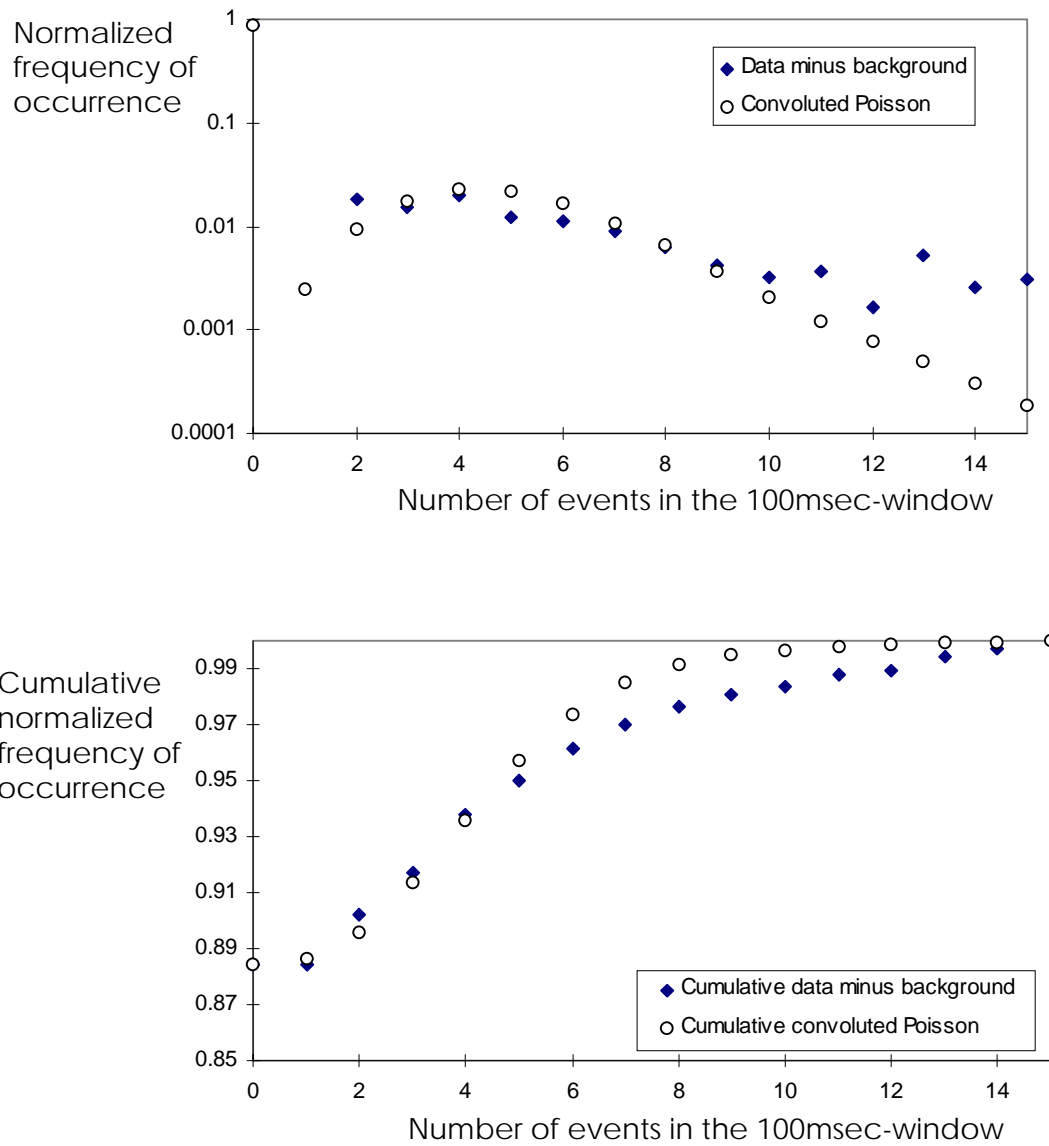 Normalized
frequency of
occurrence
1
0.1
0.01
0.001
0.0001
Data minus background
Convoluted Poisson
0 2 4 6 8 10 12 14
Number of events in the 100msec-window
Cumulative
normalized
frequency of
occurrence
0.99
0.97
0.95
0.93
0.91
0.89
0.87
0.85
Cumulative data minus background
Cumulative convoluted Poisson
0 2 4 6 8 10 12 14
Number of events in the 100msec-window